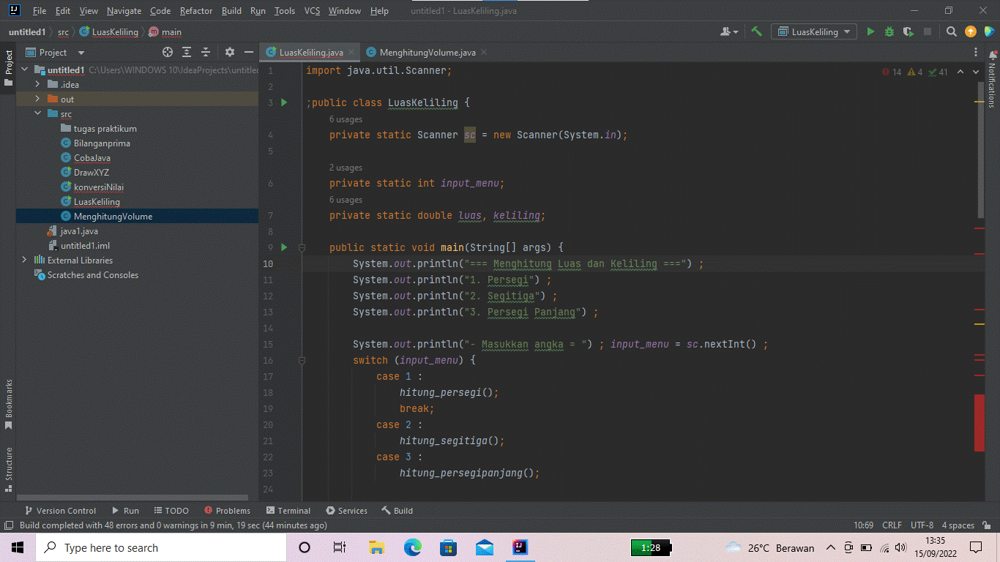 File Edit View Navigate Code Refactor Build Run Tools VCS Window Help untitled1 - LuasKeliling.java
untitled1 src LuasKeliling main LuasKeliling
Project LuasKeliling.java MenghitungVolume.java
Project
Notifications
untitled1 C:\Users\WINDOWS 10\IdeaProjects\untitled
.idea
out
src
tugas praktikum
Bilanganprima
CobaJava
DrawXYZ
konversiNilai
LuasKeliling
MenghitungVolume
java1.java
untitled1.iml
External Libraries
Scratches and Consoles
Bookmarks
Structure
14 4 41
1 import java.util.Scanner;
2
3 ;public class LuasKeliling {
6 usages
4 private static Scanner sc = new Scanner(System.in);
5
2 usages
6 private static int input_menu;
6 usages
7 private static double luas, keliling;
8
9 public static void main(String[] args) {
10 System.out.println("=== Menghitung Luas dan Keliling ===") ;
11 System.out.println("1. Persegi") ;
12 System.out.println("2. Segitiga") ;
13 System.out.println("3. Persegi Panjang") ;
14
15 System.out.println("- Masukkan angka = ") ; input_menu = sc.nextInt() ;
16 switch (input_menu) {
17 case 1 :
18 hitung_persegi();
19 break;
20 case 2 :
21 hitung_segitiga();
22 case 3 :
23 hitung_persegipanjang();
24
Version Control Run TODO Problems Terminal Services Build
Build completed with 48 errors and 0 warnings in 9 min, 19 sec (44 minutes ago) 10:69 CRLF UTF-8 4 spaces
Type here to search 1:28 26°C Berawan 13:35
15/09/2022